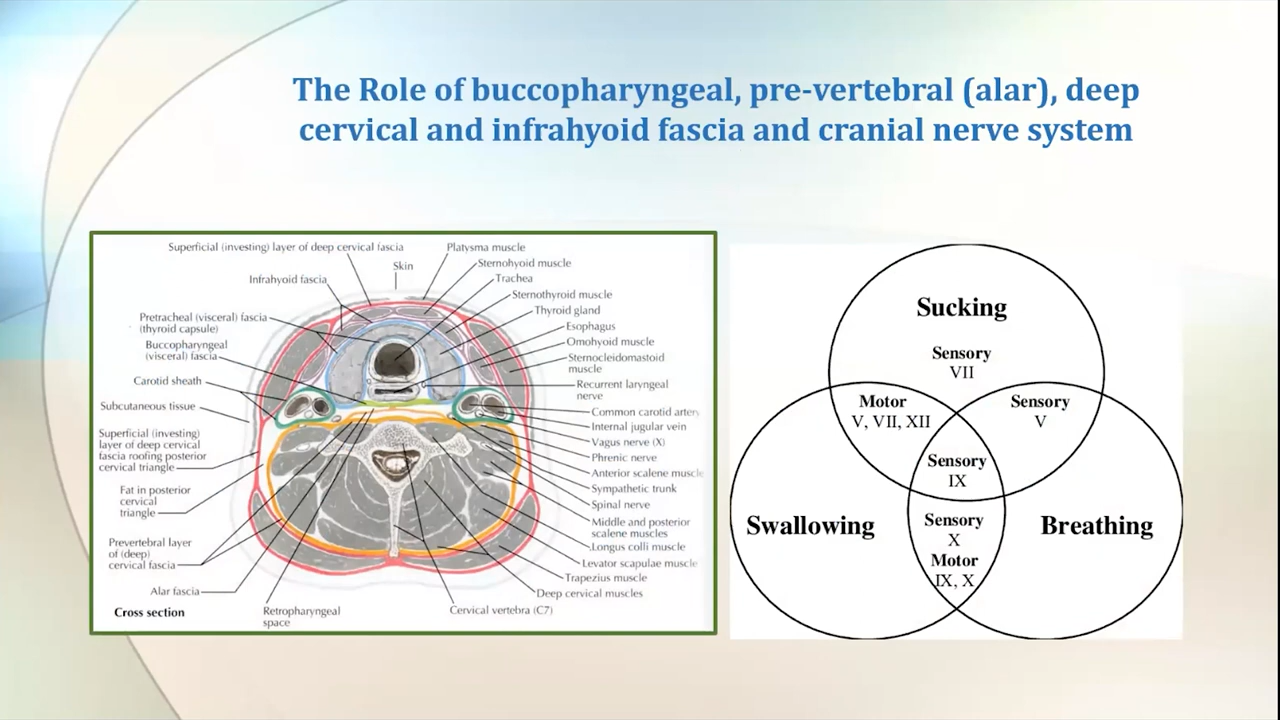 The Role of buccopharyngeal, pre-vertebral (alar), deep
cervical and infrahyoid fascia and cranial nerve system
Superficial (investing) layer of deep cervical fascia
Platysma muscle
Skin
Sternohyoid muscle
Infrahyoid fascia
Trachea
Sternothyroid muscle
Pretracheal (visceral) fascia
(thyroid capsule)
Thyroid gland
Buccopharyngeal
(visceral) fascia
Esophagus
Omohyoid muscle
Sternocleidomastoid
muscle
Carotid sheath
Recurrent laryngeal
nerve
Subcutaneous tissue
Common carotid artery
Internal jugular vein
Superficial (investing)
layer of deep cervical
fascia roofing posterior
cervical triangle
Vagus nerve (X)
Phrenic nerve
Anterior scalene muscle
Sympathetic trunk
Fat in posterior
cervical
triangle
Spinal nerve
Middle and posterior
scalene muscles
Prevertebral layer
of (deep)
cervical fascia
Longus colli muscle
Levator scapulae muscle
Trapezius muscle
Alar fascia
Deep cervical muscles
Cross section
Retropharyngeal
space
Cervical vertebra (C7)
Sucking
Sensory
VII
Motor
V, VII, XII
Sensory
V
Sensory
IX
Swallowing
Sensory
X
Motor
IX, X
Breathing